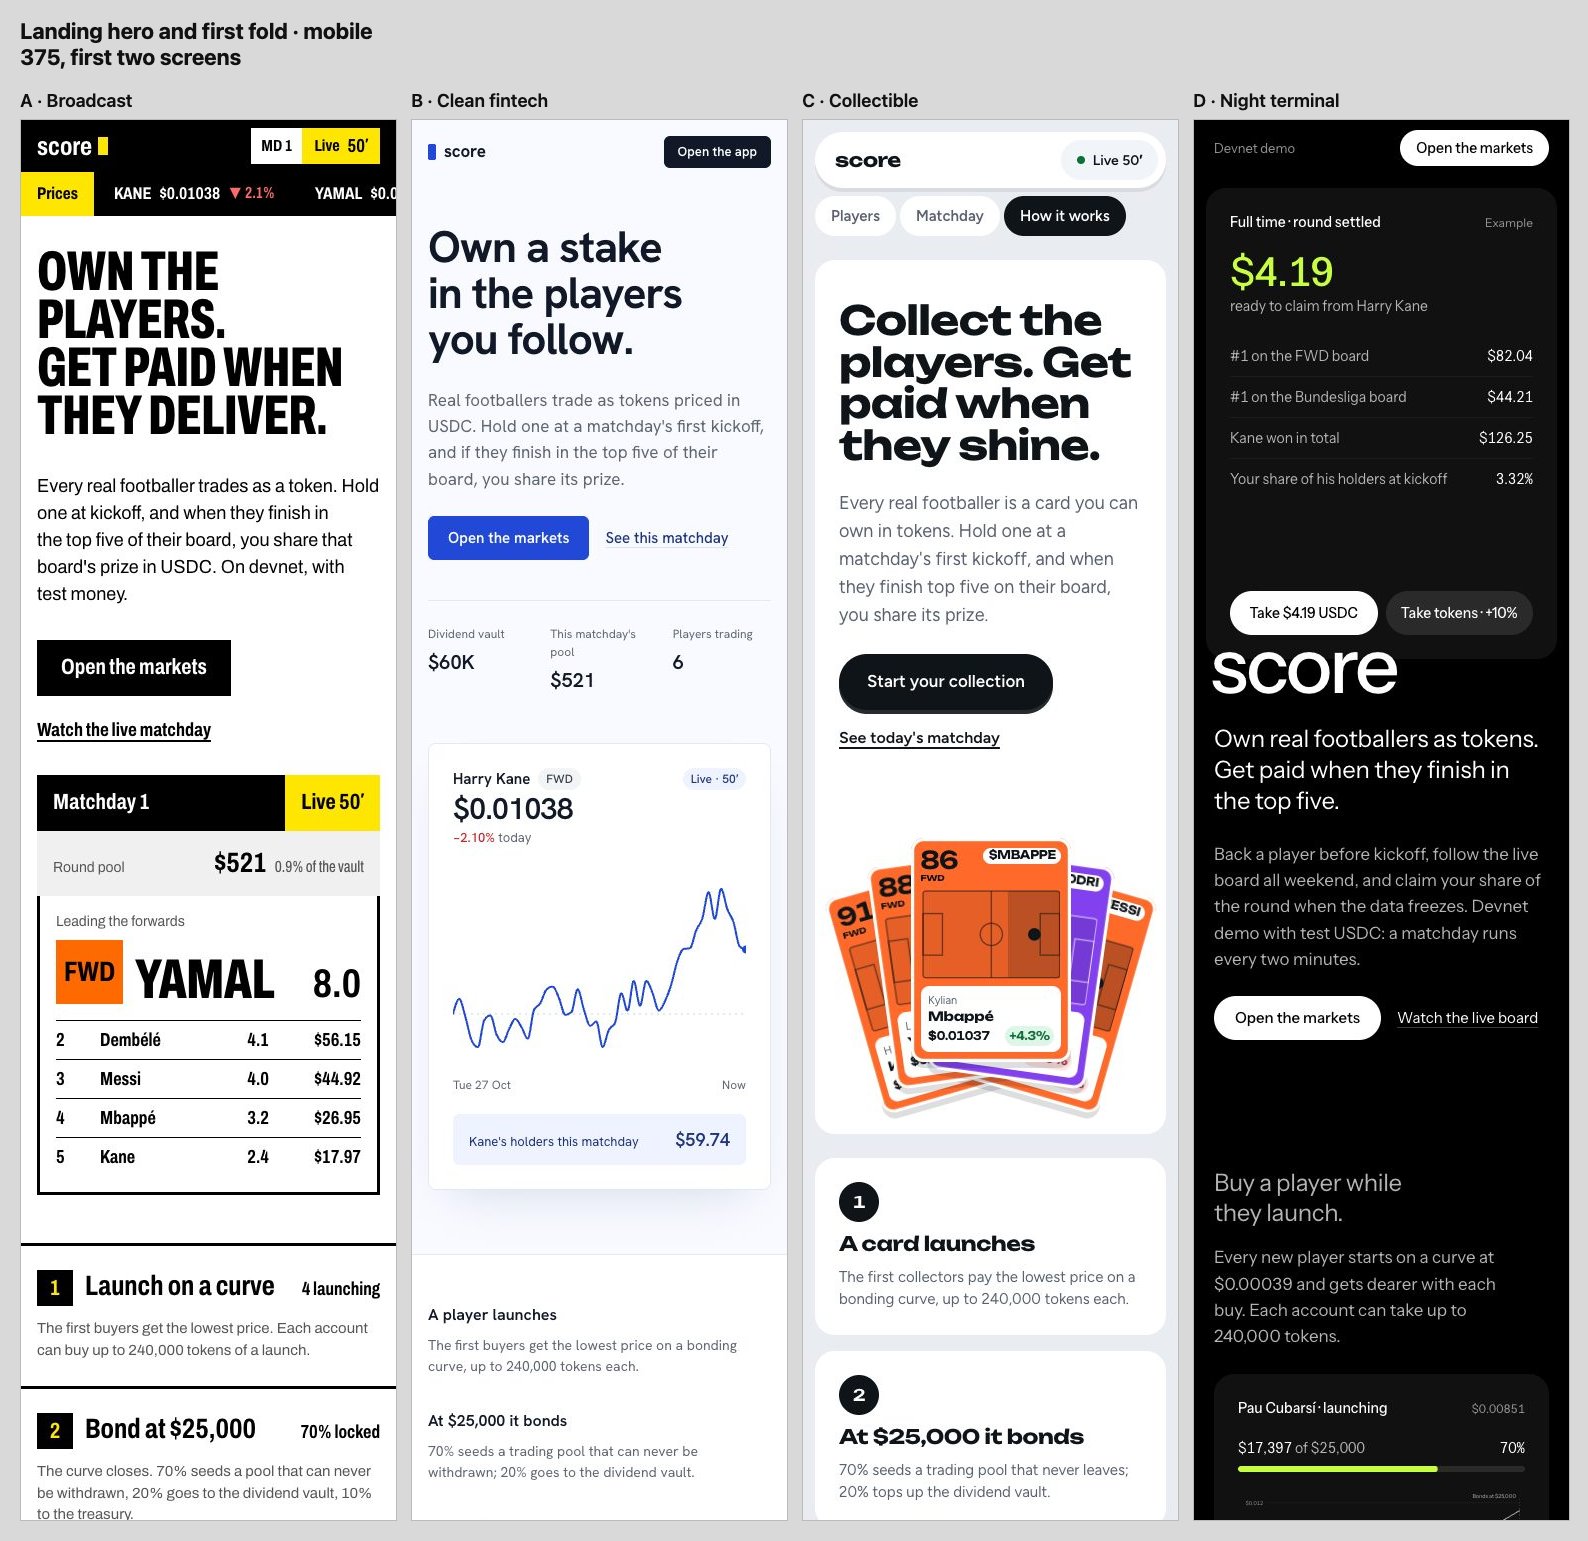 Landing hero and first fold · mobile
375, first two screens
A · Broadcast
score
MD 1
Live 50′
Prices
KANE $0.01038 ▼ 2.1%
YAMAL $0.0
OWN THE
PLAYERS.
GET PAID WHEN
THEY DELIVER.
Every real footballer trades as a token. Hold
one at kickoff, and when they finish in
the top five of their board, you share that
board's prize in USDC. On devnet, with
test money.
Open the markets
Watch the live matchday
Matchday 1
Live 50′
Round pool
$521 0.9% of the vault
Leading the forwards
FWD YAMAL 8.0
2 Dembélé 4.1 $56.15
3 Messi 4.0 $44.92
4 Mbappé 3.2 $26.95
5 Kane 2.4 $17.97
1 Launch on a curve 4 launching
The first buyers get the lowest price. Each account
can buy up to 240,000 tokens of a launch.
2 Bond at $25,000 70% locked
The curve closes. 70% seeds a pool that can never
be withdrawn, 20% goes to the dividend vault, 10%
to the treasury.
B · Clean fintech
score
Open the app
Own a stake
in the players
you follow.
Real footballers trade as tokens priced in
USDC. Hold one at a matchday's first kickoff,
and if they finish in the top five of their
board, you share its prize.
Open the markets
See this matchday
Dividend vault
$60K
This matchday's
pool
$521
Players trading
6
Harry Kane FWD
Live · 50′
$0.01038
−2.10% today
Tue 27 Oct
Now
Kane's holders this matchday $59.74
A player launches
The first buyers get the lowest price on a bonding
curve, up to 240,000 tokens each.
At $25,000 it bonds
70% seeds a trading pool that can never be
withdrawn; 20% goes to the dividend vault.
C · Collectible
score
Live 50′
Players
Matchday
How it works
Collect the
players. Get
paid when
they shine.
Every real footballer is a card you can
own in tokens. Hold one at a
matchday's first kickoff, and when
they finish top five on their board,
you share its prize.
Start your collection
See today's matchday
91
FWD
88
FWD
86
FWD
$MBAPPE
ODRI
ESSI
Kylian
Mbappé
$0.01037 +4.3%
1
A card launches
The first collectors pay the lowest price on a
bonding curve, up to 240,000 tokens each.
2
At $25,000 it bonds
70% seeds a trading pool that never leaves;
20% tops up the dividend vault.
D · Night terminal
Devnet demo
Open the markets
Full time · round settled
Example
$4.19
ready to claim from Harry Kane
#1 on the FWD board $82.04
#1 on the Bundesliga board $44.21
Kane won in total $126.25
Your share of his holders at kickoff 3.32%
Take $4.19 USDC
Take tokens · +10%
score
Own real footballers as tokens.
Get paid when they finish in
the top five.
Back a player before kickoff, follow the live
board all weekend, and claim your share of
the round when the data freezes. Devnet
demo with test USDC: a matchday runs
every two minutes.
Open the markets
Watch the live board
Buy a player while
they launch.
Every new player starts on a curve at
$0.00039 and gets dearer with each
buy. Each account can take up to
240,000 tokens.
Pau Cubarsí · launching $0.00851
$17,397 of $25,000 70%
Bonds at $25,000
$0.012